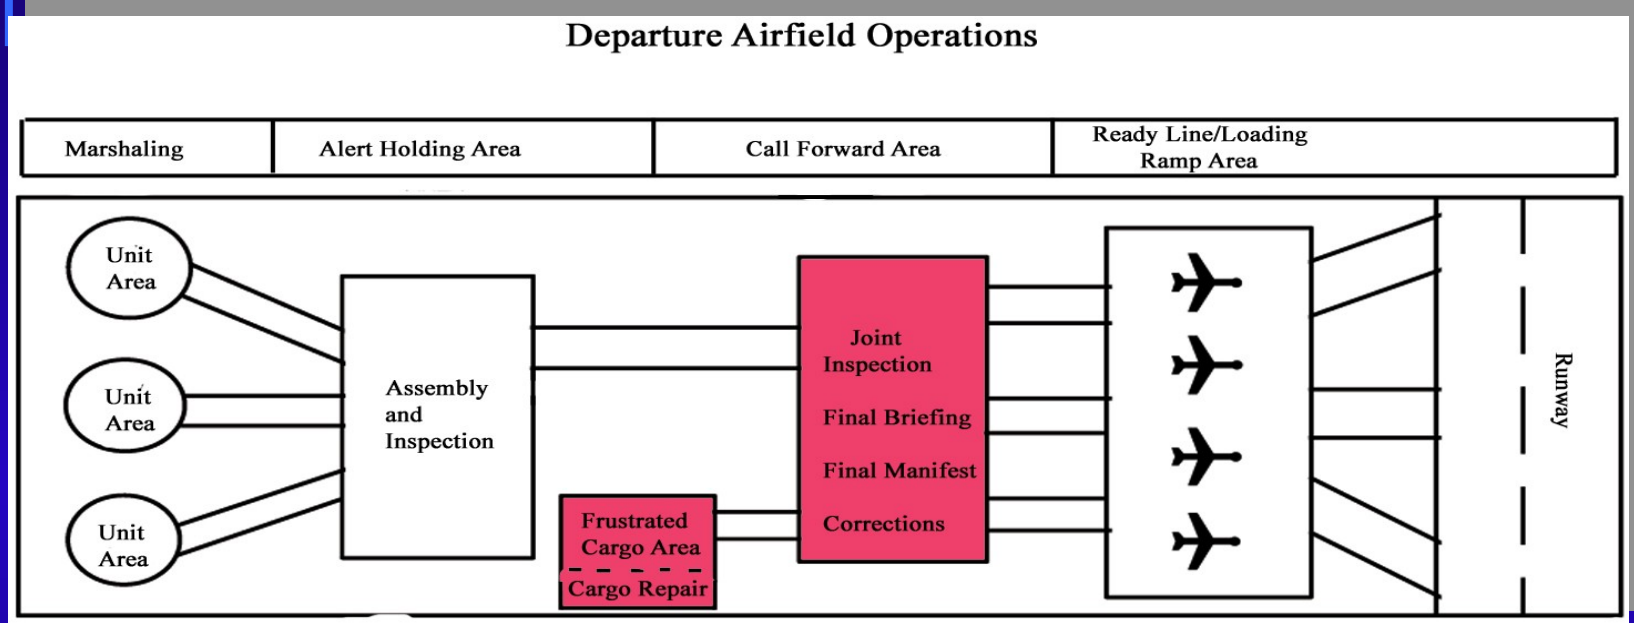 Departure Airfield Operations
Marshaling
Alert Holding Area
Call Forward Area
Ready Line/Loading
Ramp Area
Unit
Area
Unit
Area
Unit
Area
Assembly
and
Inspection
Frustrated
Cargo Area
Cargo Repair
Joint
Inspection
Final Briefing
Final Manifest
Corrections
Runway